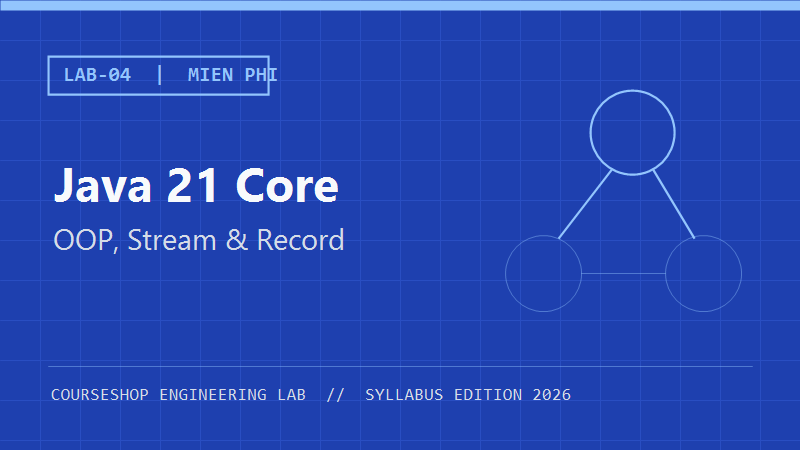 LAB-04 | MIEN PHI
Java 21 Core
OOP, Stream & Record
COURSESHOP ENGINEERING LAB // SYLLABUS EDITION 2026